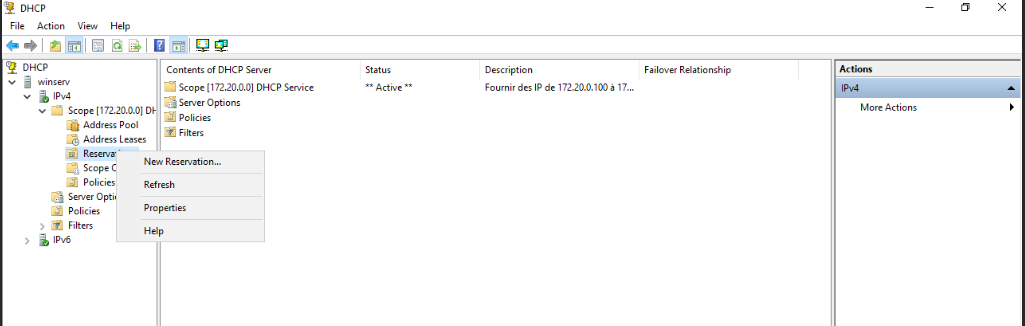 DHCP
File Action View Help
DHCP
winserv
IPv4
Scope [172.20.0.0] DH
Address Pool
Address Leases
Reserva
Scope O
Policies
Server Opti
Policies
Filters
IPv6
New Reservation...
Refresh
Properties
Help
Contents of DHCP Server Status Description Failover Relationship
Scope [172.20.0.0] DHCP Service ** Active ** Fournir des IP de 172.20.0.100 à 17...
Server Options
Policies
Filters
Actions
IPv4
More Actions